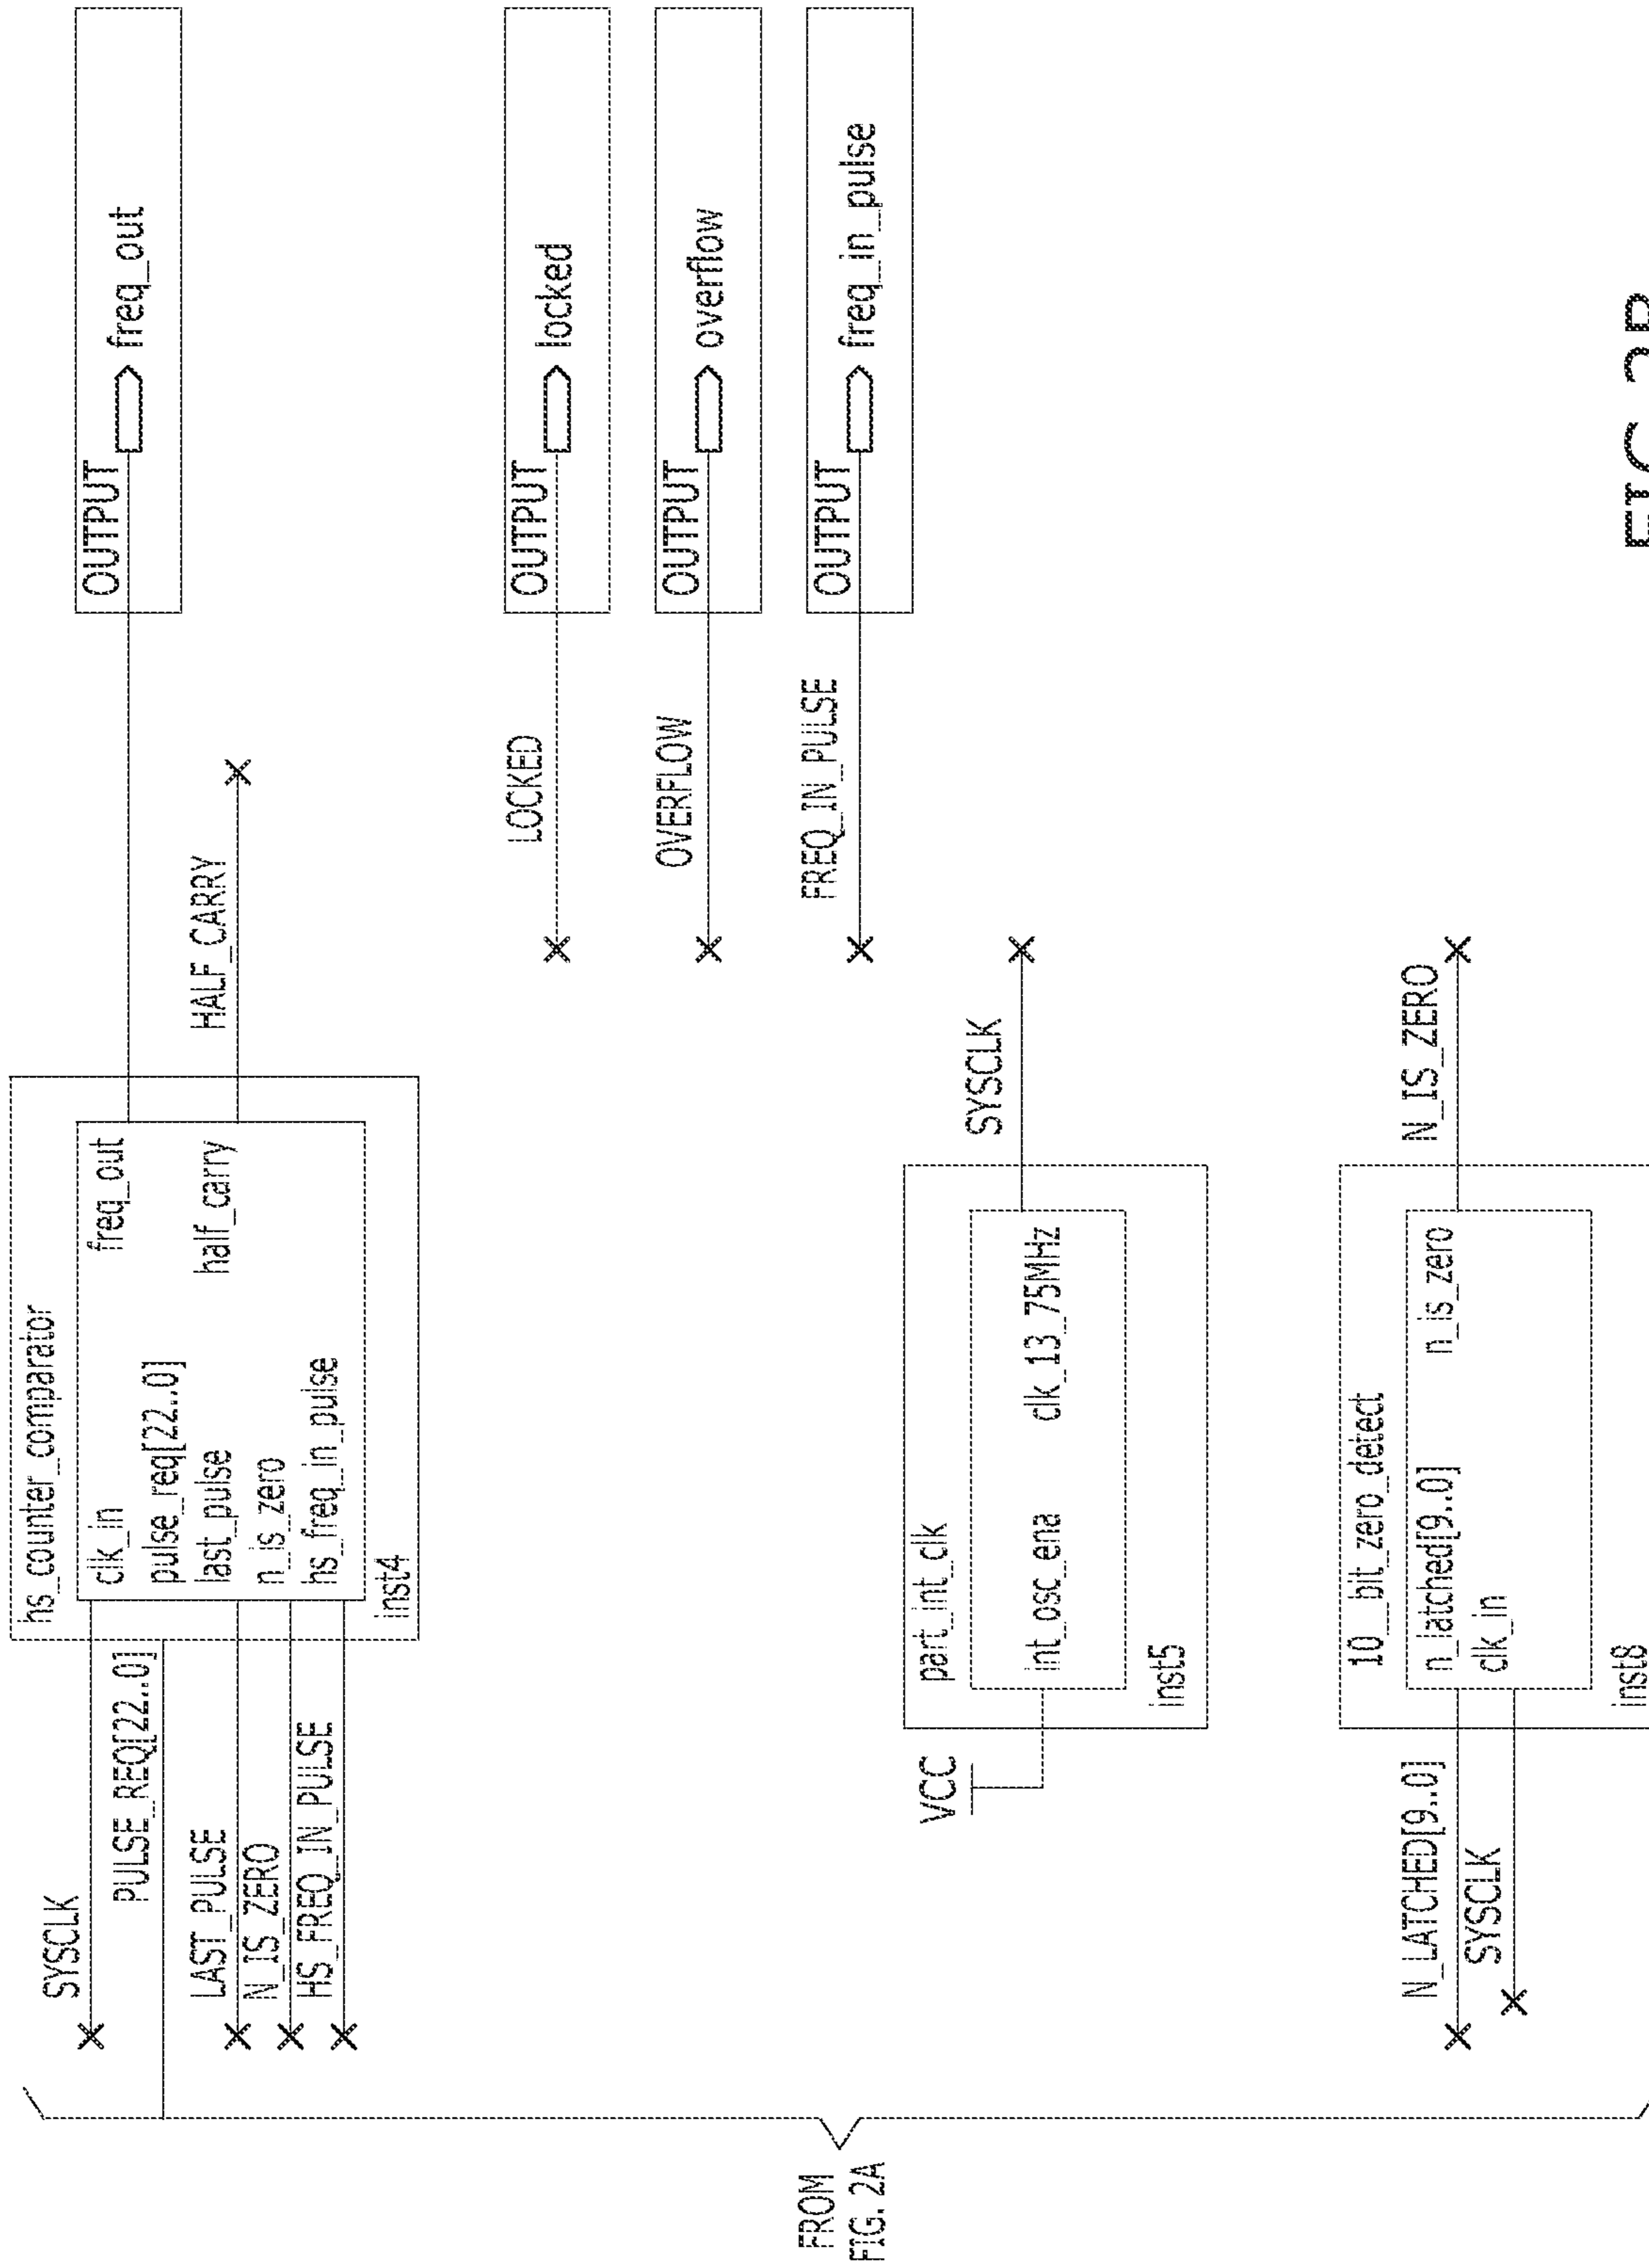 hs_counter_comparator
SYSCLK
clk_in
freq_out
OUTPUT
freq_out
PULSE_REQ[22..0]
pulse_req[22..0]
LAST_PULSE
last_pulse
half_carry
HALF_CARRY
N_IS_ZERO
n_is_zero
HS_FREQ_IN_PULSE
hs_freq_in_pulse
inst4
LOCKED
OUTPUT
locked
OVERFLOW
OUTPUT
overflow
FREQ_IN_PULSE
OUTPUT
freq_in_pulse
FROM
FIG. 2A
part_int_clk
VCC
SYSCLK
int_osc_ena
clk_13_75MHz
inst5
10_bit_zero_detect
N_LATCHED[9..0]
n_latched[9..0]
n_is_zero
N_IS_ZERO
SYSCLK
clk_in
inst8